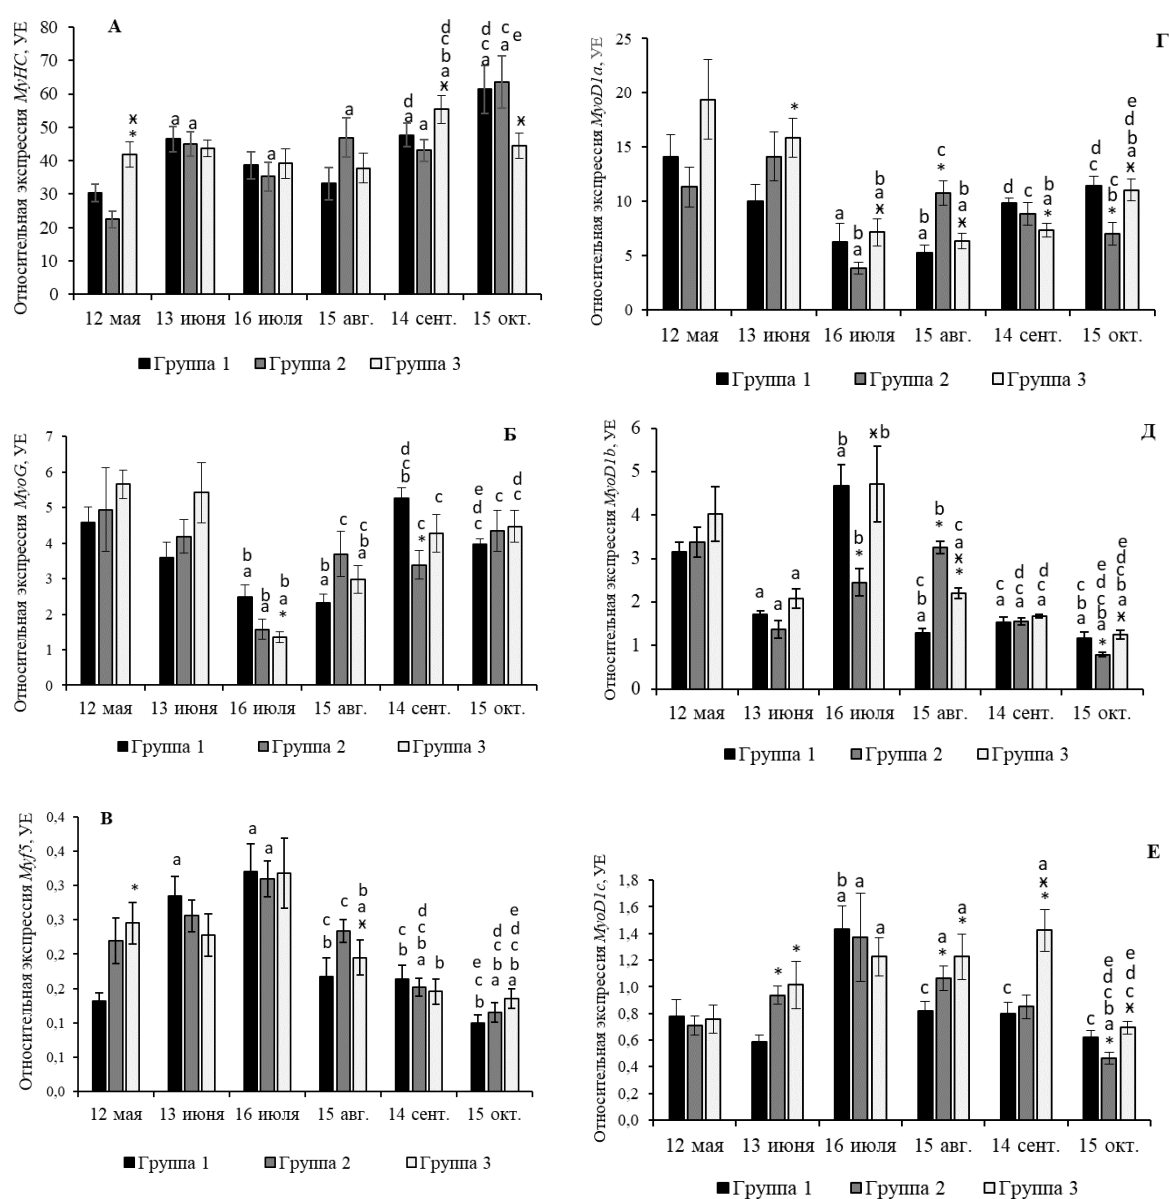 А
Относительная экспрессия MyHC, УЕ
80
70
60
50
40
30
20
10
0
ж
*
a a
a
a
d
a
a
d
c
b
a
ж
d
c
a
c
a
e
ж
12 мая 13 июня 16 июля 15 авг. 14 сент. 15 окт.
Группа 1 Группа 2 Группа 3
Г
Относительная экспрессия MyoD1a, УЕ
25
20
15
10
5
0
*
a
b
a
b
a
ж
b
a
c
*
b
a
ж
d
c
b
a
*
d
c
c
b
*
e
d
b
a
ж
12 мая 13 июня 16 июля 15 авг. 14 сент. 15 окт.
Группа 1 Группа 2 Группа 3
Б
Относительная экспрессия MyoG, УЕ
7
6
5
4
3
2
1
0
b
a
b
a
b
a
*
b
a
c
c
b
a
d
c
b
c
*
c
e
d
c
c
d
c
12 мая 13 июня 16 июля 15 авг. 14 сент. 15 окт.
Группа 1 Группа 2 Группа 3
Д
Относительная экспрессия MyoD1b, УЕ
6
5
4
3
2
1
0
a
a
a
b
a
b
*
ж b
c
b
a
b
*
c
a
ж
*
c
a
d
c
a
d
c
a
c
b
a
e
d
c
b
a
*
e
d
c
b
a
ж
12 мая 13 июня 16 июля 15 авг. 14 сент. 15 окт.
Группа 1 Группа 2 Группа 3
В
Относительная экспрессия Myf5, УЕ
0,4
0,4
0,3
0,3
0,2
0,2
0,1
0,1
0,0
*
a
a
a
c
b
c
b
a
ж
c
b
d
c
b
a
b
e
c
b
d
c
b
a
e
d
c
b
a
12 мая 13 июня 16 июля 15 авг. 14 сент. 15 окт.
Группа 1 Группа 2 Группа 3
Е
Относительная экспрессия MyoD1c, УЕ
1,8
1,6
1,4
1,2
1,0
0,8
0,6
0,4
0,2
0,0
*
*
b
a
a
a
c
a
*
a
*
c
a
ж
*
c
e
d
c
b
a
*
e
d
c
ж
12 мая 13 июня 16 июля 15 авг. 14 сент. 15 окт.
Группа 1 Группа 2 Группа 3